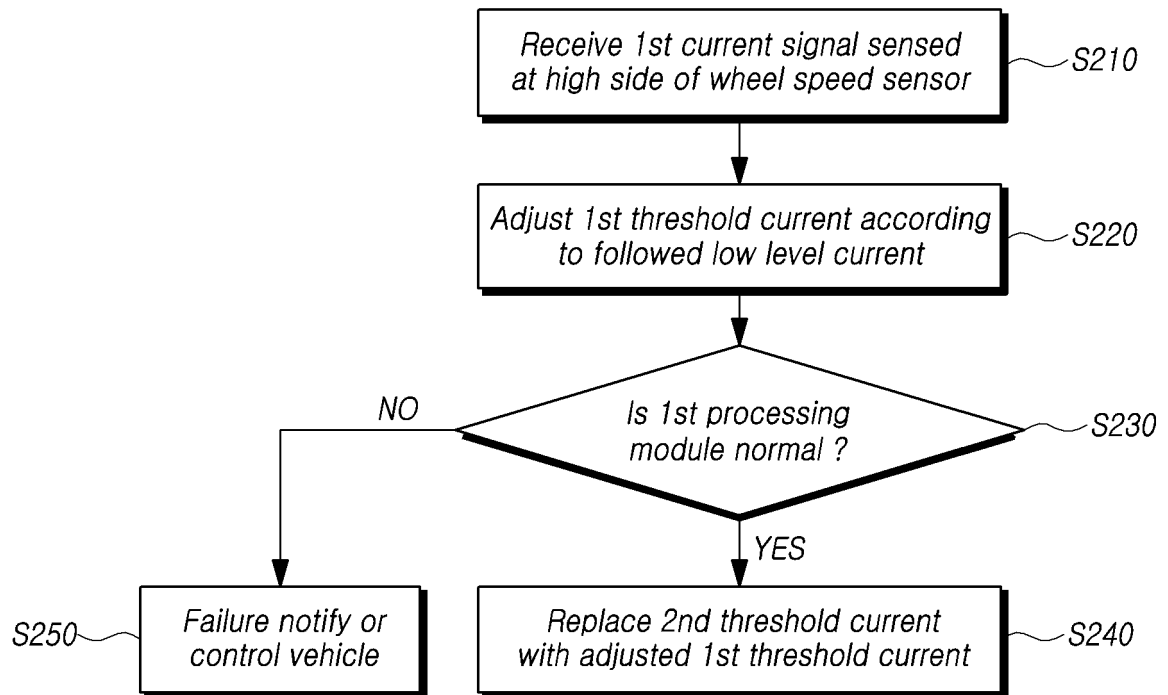 Receive 1st current signal sensed
at high side of wheel speed sensor
S210
Adjust 1st threshold current according
to followed low level current
S220
NO
Is 1st processing
module normal ?
S230
YES
S250
Failure notify or
control vehicle
Replace 2nd threshold current
with adjusted 1st threshold current
S240